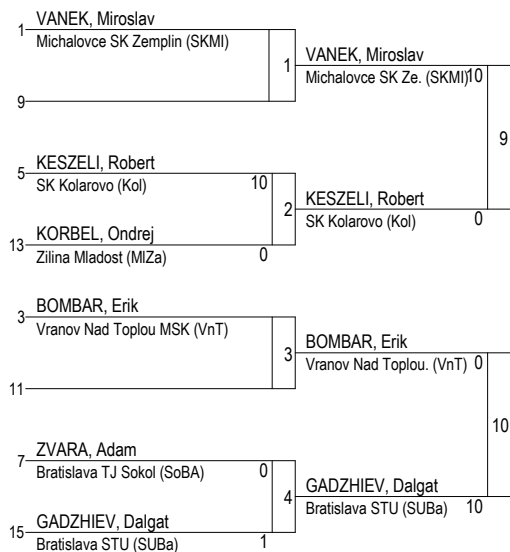 1
VANEK, Miroslav
Michalovce SK Zemplin (SKMI)
1
9
VANEK, Miroslav
Michalovce SK Ze. (SKMI)10
9
5
KESZELI, Robert
SK Kolarovo (Kol)
10
2
13
KORBEL, Ondrej
Zilina Mladost (MlZa)
0
KESZELI, Robert
SK Kolarovo (Kol)
0
3
BOMBAR, Erik
Vranov Nad Toplou MSK (VnT)
3
11
BOMBAR, Erik
Vranov Nad Toplou. (VnT) 0
10
7
ZVARA, Adam
Bratislava TJ Sokol (SoBA)
0
4
15
GADZHIEV, Dalgat
Bratislava STU (SUBa)
1
GADZHIEV, Dalgat
Bratislava STU (SUBa)
10